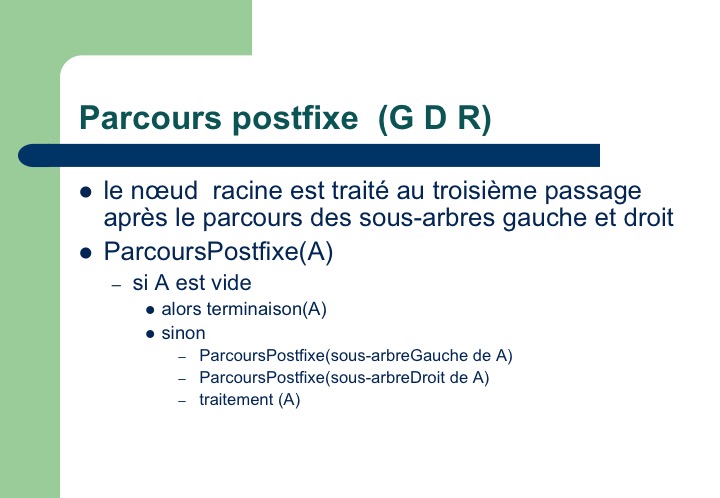 Parcours postfixe (G D R)
● le nœud racine est traité au troisième passage
après le parcours des sous-arbres gauche et droit
● ParcoursPostfixe(A)
– si A est vide
● alors terminaison(A)
● sinon
– ParcoursPostfixe(sous-arbreGauche de A)
– ParcoursPostfixe(sous-arbreDroit de A)
– traitement (A)